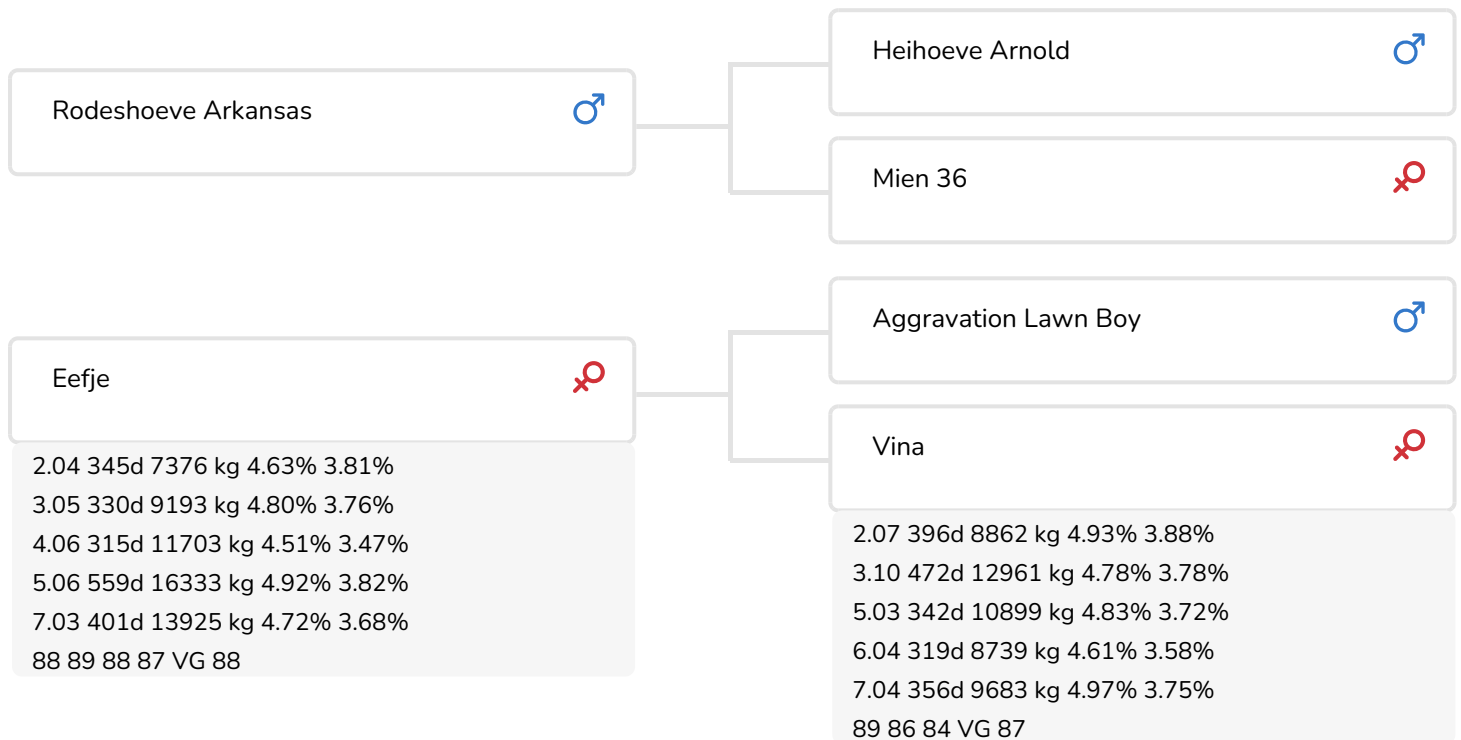 Rodeshoeve Arkansas
Heihoeve Arnold
Mien 36
Eefje
2.04 345d 7376 kg 4.63% 3.81%
3.05 330d 9193 kg 4.80% 3.76%
4.06 315d 11703 kg 4.51% 3.47%
5.06 559d 16333 kg 4.92% 3.82%
7.03 401d 13925 kg 4.72% 3.68%
88 89 88 87 VG 88
Aggravation Lawn Boy
Vina
2.07 396d 8862 kg 4.93% 3.88%
3.10 472d 12961 kg 4.78% 3.78%
5.03 342d 10899 kg 4.83% 3.72%
6.04 319d 8739 kg 4.61% 3.58%
7.04 356d 9683 kg 4.97% 3.75%
89 86 84 VG 87